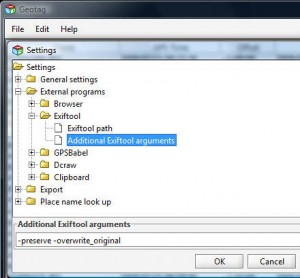 Geotag
File Edit Help
Settings
Settings
General settings
External programs
Browser
Exiftool
Exiftool path
Additional Exiftool arguments
GPSBabel
Dcraw
Clipboard
Export
Place name look up
Additional Exiftool arguments
-preserve -overwrite_original
OK Cancel